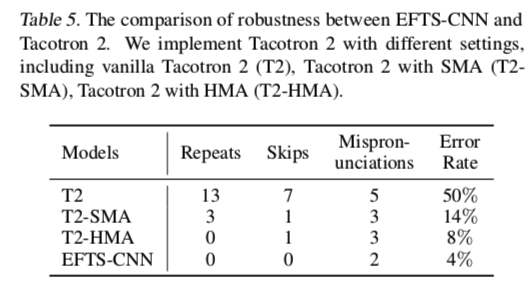 Table 5. The comparison of robustness between EFTS-CNN and
Tacotron 2. We implement Tacotron 2 with different settings,
including vanilla Tacotron 2 (T2), Tacotron 2 with SMA (T2-
SMA), Tacotron 2 with HMA (T2-HMA).
Models Repeats Skips Mispron- Error
unciations Rate
T2 13 7 5 50%
T2-SMA 3 1 3 14%
T2-HMA 0 1 3 8%
EFTS-CNN 0 0 2 4%